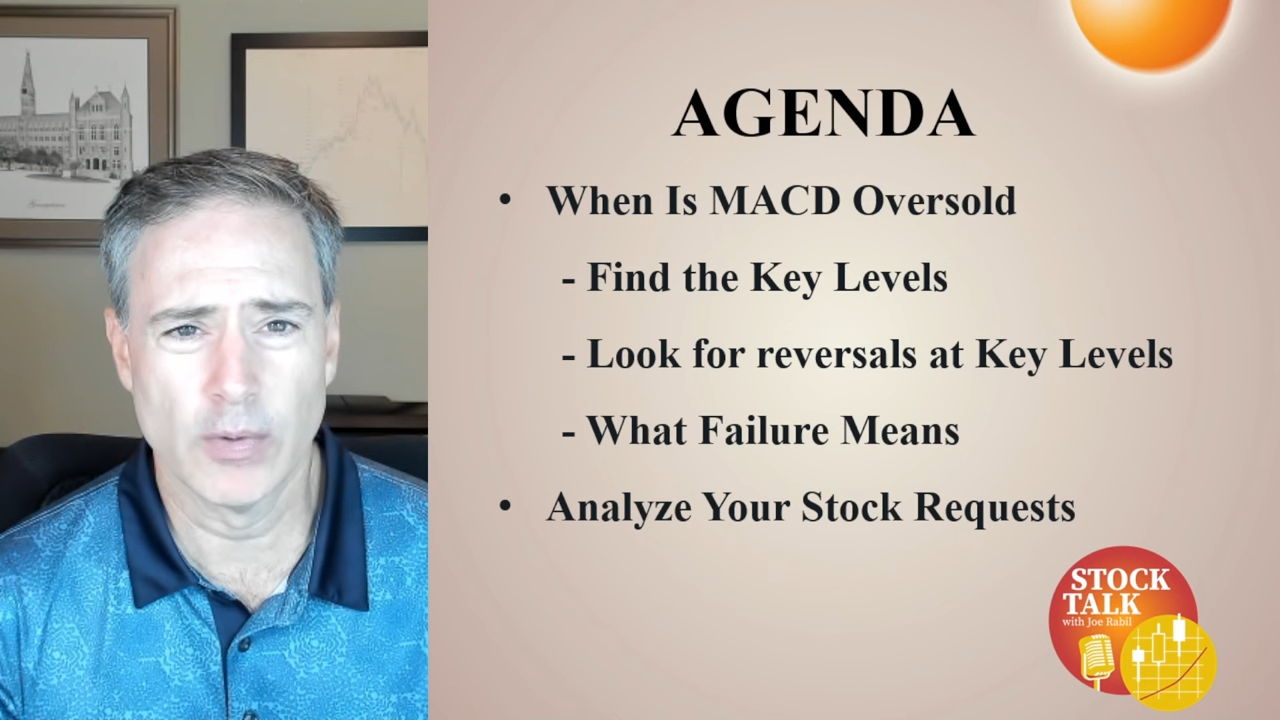 AGENDA
• When Is MACD Oversold
- Find the Key Levels
- Look for reversals at Key Levels
- What Failure Means
• Analyze Your Stock Requests
STOCK
TALK
with Joe Rabil